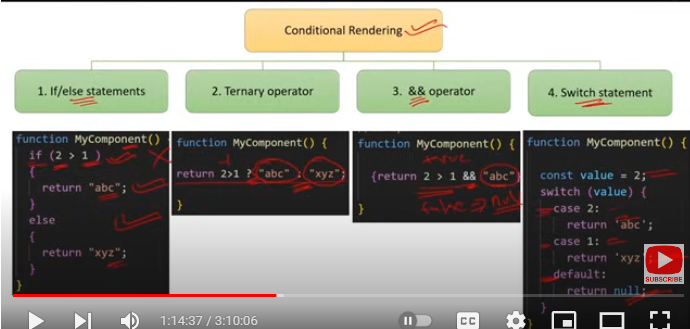 Conditional Rendering
1. If/else statements
2. Ternary operator
3. && operator
4. Switch statement
function MyComponent() {
if (2 > 1 )
{
return "abc";
}
else
{
return "xyz";
}
}
function MyComponent() {
return 2>1 ? "abc" : "xyz";
}
function MyComponent() {
true
{return 2 > 1 && "abc"
false => null
}
function MyComponent() {
const value = 2;
switch (value) {
case 2:
return 'abc';
case 1:
return 'xyz
default:
return null;
}
}
SUBSCRIBE
1:14:37 / 3:10:06
CC